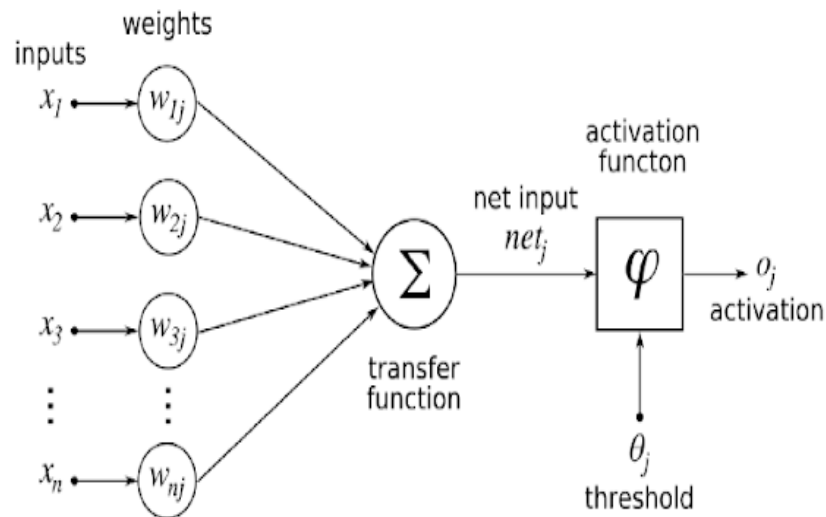 weights
inputs
x₁
w₁ⱼ
activation
functon
x₂
w₂ⱼ
net input
netⱼ
Σ
φ
oⱼ
activation
x₃
w₃ⱼ
transfer
function
⋮
⋮
xₙ
wₙⱼ
θⱼ
threshold